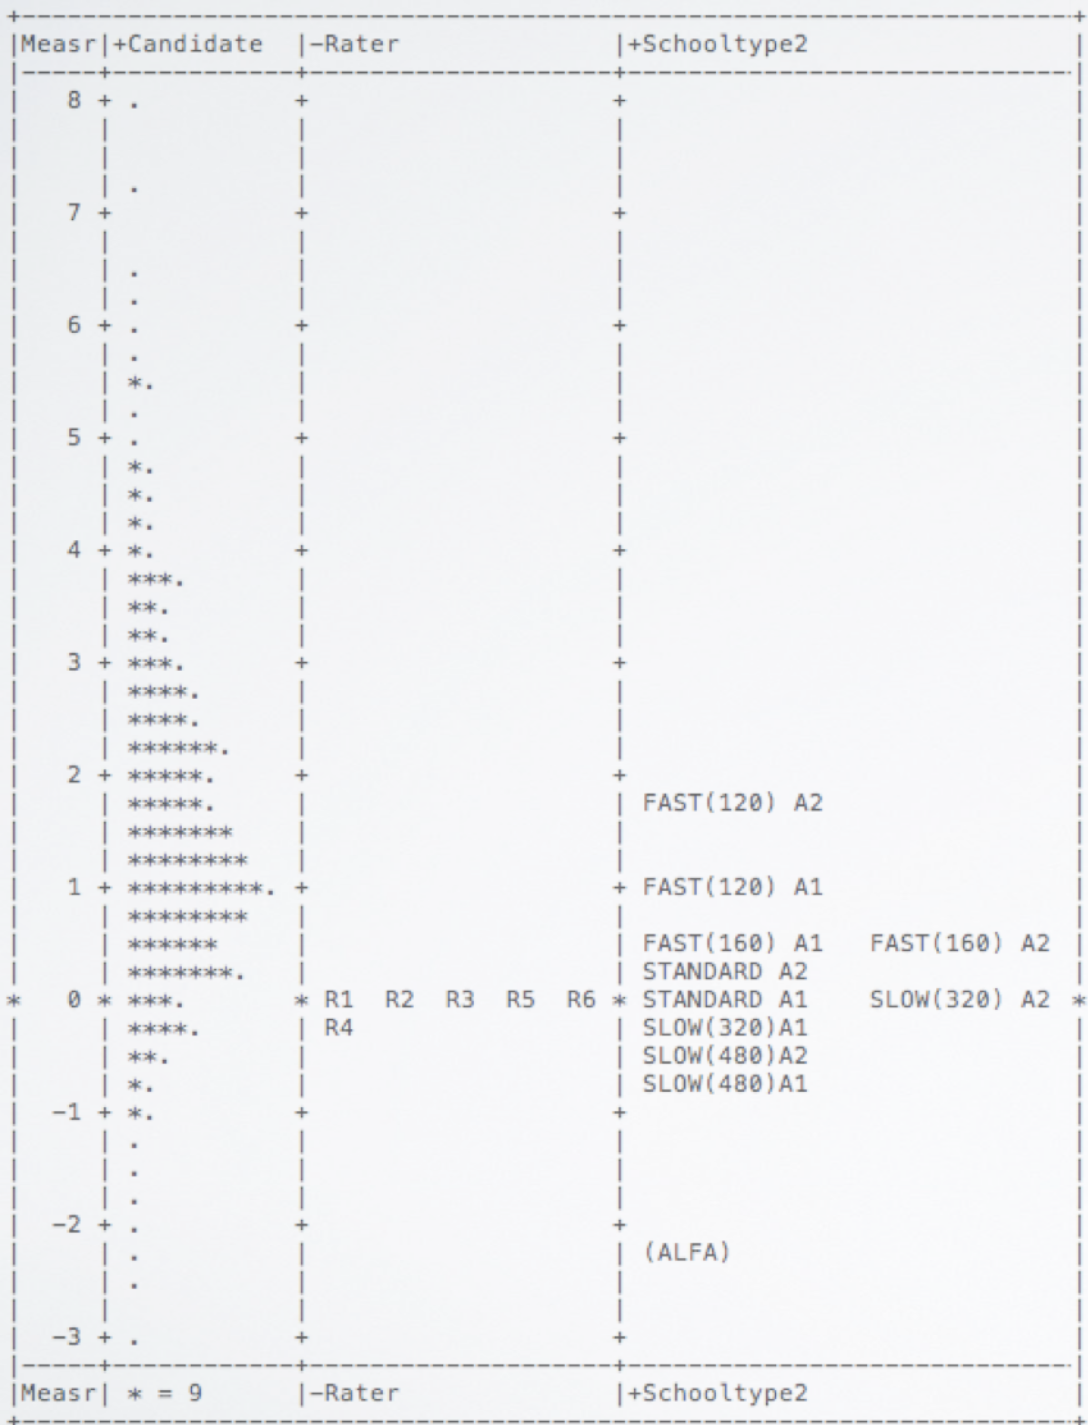 +-----------------------------------------------------------------------+
|Measr|+Candidate  |-Rater              |+Schooltype2                  |
|-----+------------+--------------------+------------------------------|
|   8 + .          +                    +                              |
|     |            |                    |                              |
|     |            |                    |                              |
|     | .          |                    |                              |
|   7 +            +                    +                              |
|     |            |                    |                              |
|     | .          |                    |                              |
|     | .          |                    |                              |
|   6 + .          +                    +                              |
|     | .          |                    |                              |
|     | *.         |                    |                              |
|     | .          |                    |                              |
|   5 + .          +                    +                              |
|     | *.         |                    |                              |
|     | *.         |                    |                              |
|     | *.         |                    |                              |
|   4 + *.         +                    +                              |
|     | ***.       |                    |                              |
|     | **.        |                    |                              |
|     | **.        |                    |                              |
|   3 + ***.       +                    +                              |
|     | ****.      |                    |                              |
|     | ****.      |                    |                              |
|     | ******.    |                    |                              |
|   2 + *****.     +                    +                              |
|     | *****.     |                    | FAST(120) A2                 |
|     | *******    |                    |                              |
|     | ********   |                    |                              |
|   1 + *********. +                    + FAST(120) A1                 |
|     | ********   |                    |                              |
|     | ******     |                    | FAST(160) A1   FAST(160) A2  |
|     | *******.   |                    | STANDARD A2                  |
*   0 * ***.       * R1  R2  R3  R5  R6 * STANDARD A1    SLOW(320) A2  *
|     | ****.      | R4                 | SLOW(320)A1                  |
|     | **.        |                    | SLOW(480)A2                  |
|     | *.         |                    | SLOW(480)A1                  |
|  -1 + *.         +                    +                              |
|     | .          |                    |                              |
|     | .          |                    |                              |
|     | .          |                    |                              |
|  -2 + .          +                    +                              |
|     | .          |                    | (ALFA)                       |
|     | .          |                    |                              |
|     |            |                    |                              |
|  -3 + .          +                    +                              |
|-----+------------+--------------------+------------------------------|
|Measr| * = 9      |-Rater              |+Schooltype2                  |
+-----------------------------------------------------------------------+